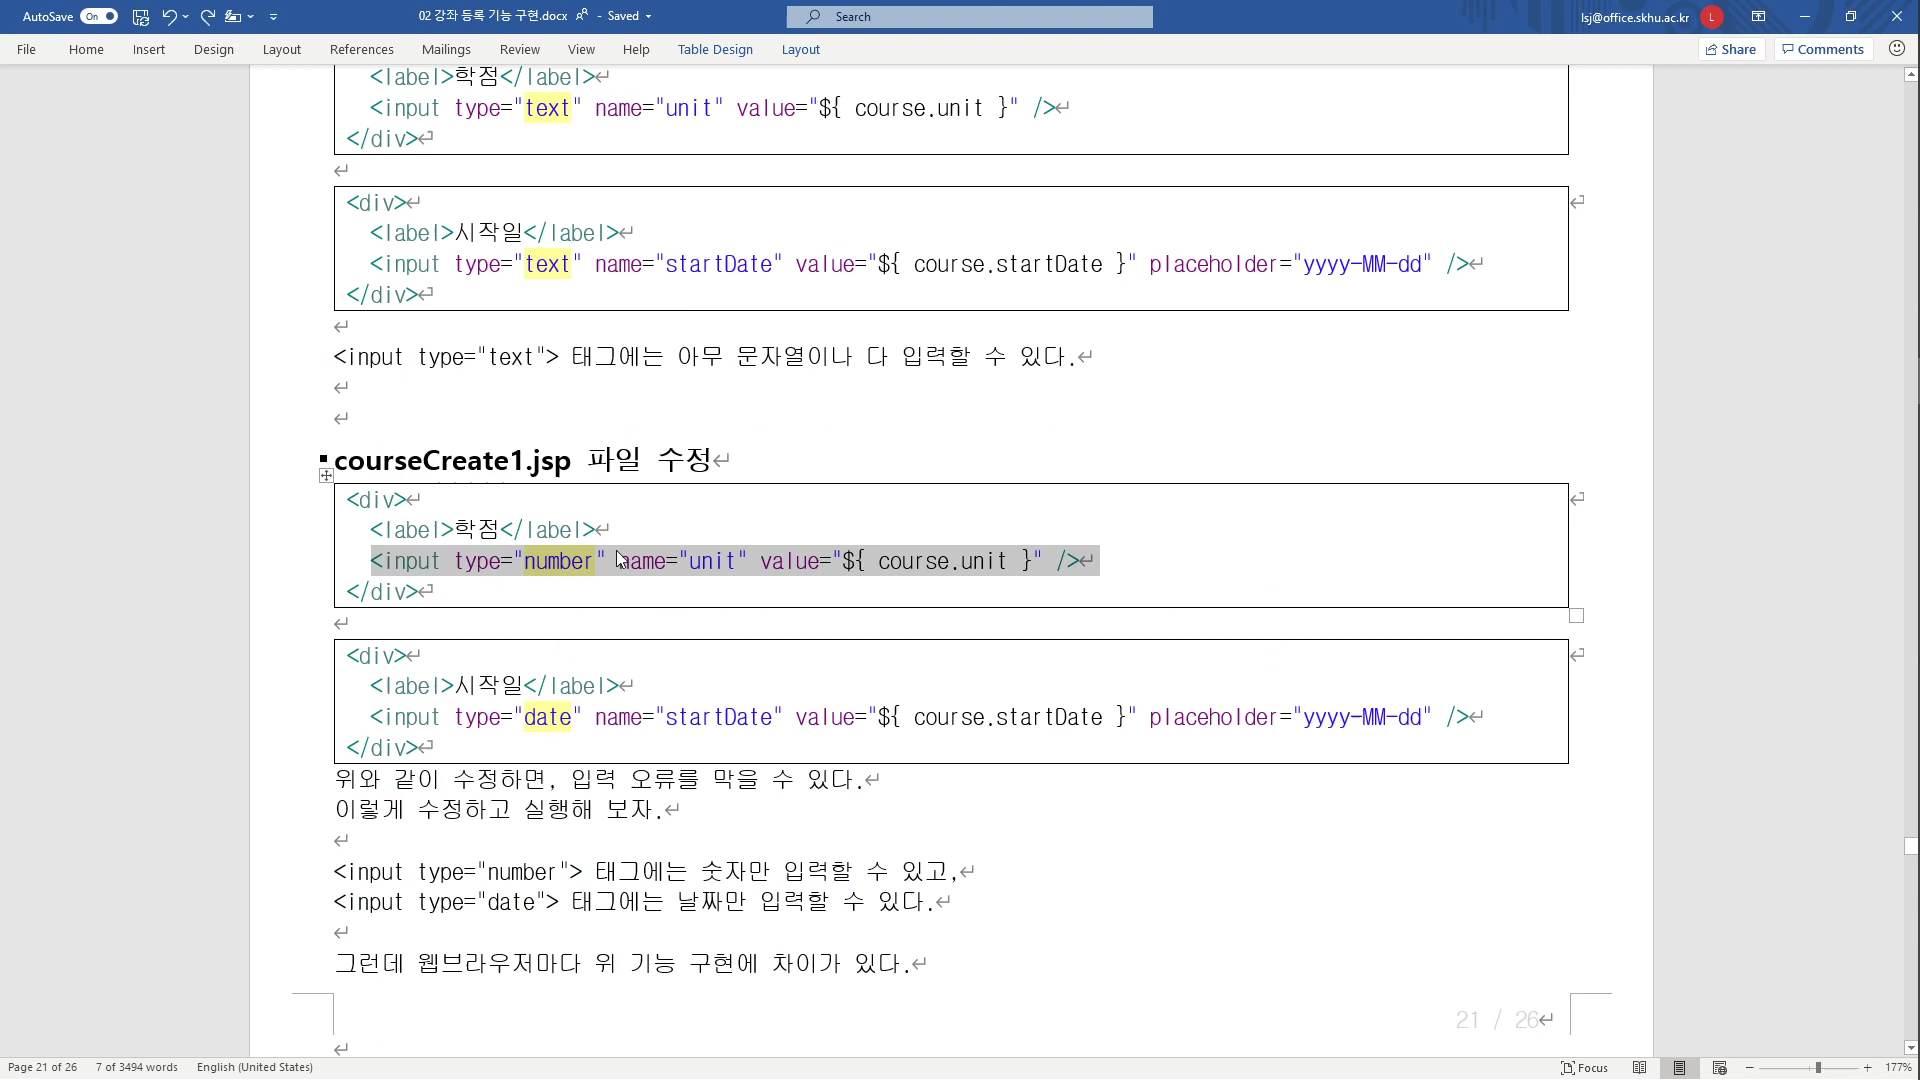 AutoSave On 02 강좌 등록 기능 구현.docx - Saved Search lsj@office.skhu.ac.kr L
File Home Insert Design Layout References Mailings Review View Help Table Design Layout Share Comments
<label>학점</label>
<input type="text" name="unit" value="${ course.unit }" />
</div>
<div>
<label>시작일</label>
<input type="text" name="startDate" value="${ course.startDate }" placeholder="yyyy-MM-dd" />
</div>
<input type="text"> 태그에는 아무 문자열이나 다 입력할 수 있다.
courseCreate1.jsp 파일 수정
<div>
<label>학점</label>
<input type="number" name="unit" value="${ course.unit }" />
</div>
<div>
<label>시작일</label>
<input type="date" name="startDate" value="${ course.startDate }" placeholder="yyyy-MM-dd" />
</div>
위와 같이 수정하면, 입력 오류를 막을 수 있다.
이렇게 수정하고 실행해 보자.
<input type="number"> 태그에는 숫자만 입력할 수 있고,
<input type="date"> 태그에는 날짜만 입력할 수 있다.
그런데 웹브라우저마다 위 기능 구현에 차이가 있다.
21 / 26
Page 21 of 26 7 of 3494 words English (United States) Focus 177%